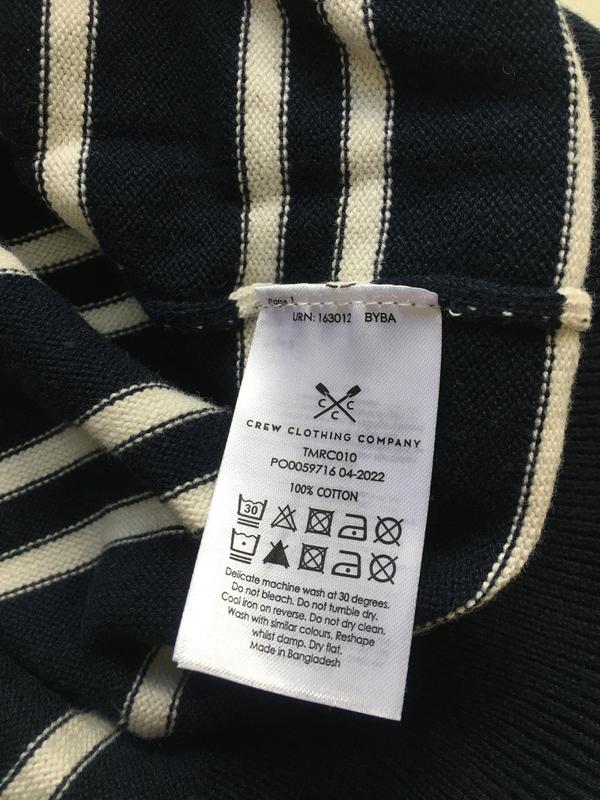 Page 1
URN: 163012 BYBA
C C
C
CREW CLOTHING COMPANY
TMRC010
PO0059716 04-2022
100% COTTON
30
Delicate machine wash at 30 degrees.
Do not bleach. Do not tumble dry.
Cool iron on reverse. Do not dry clean.
Wash with similar colours. Reshape
whilst damp. Dry flat.
Made in Bangladesh